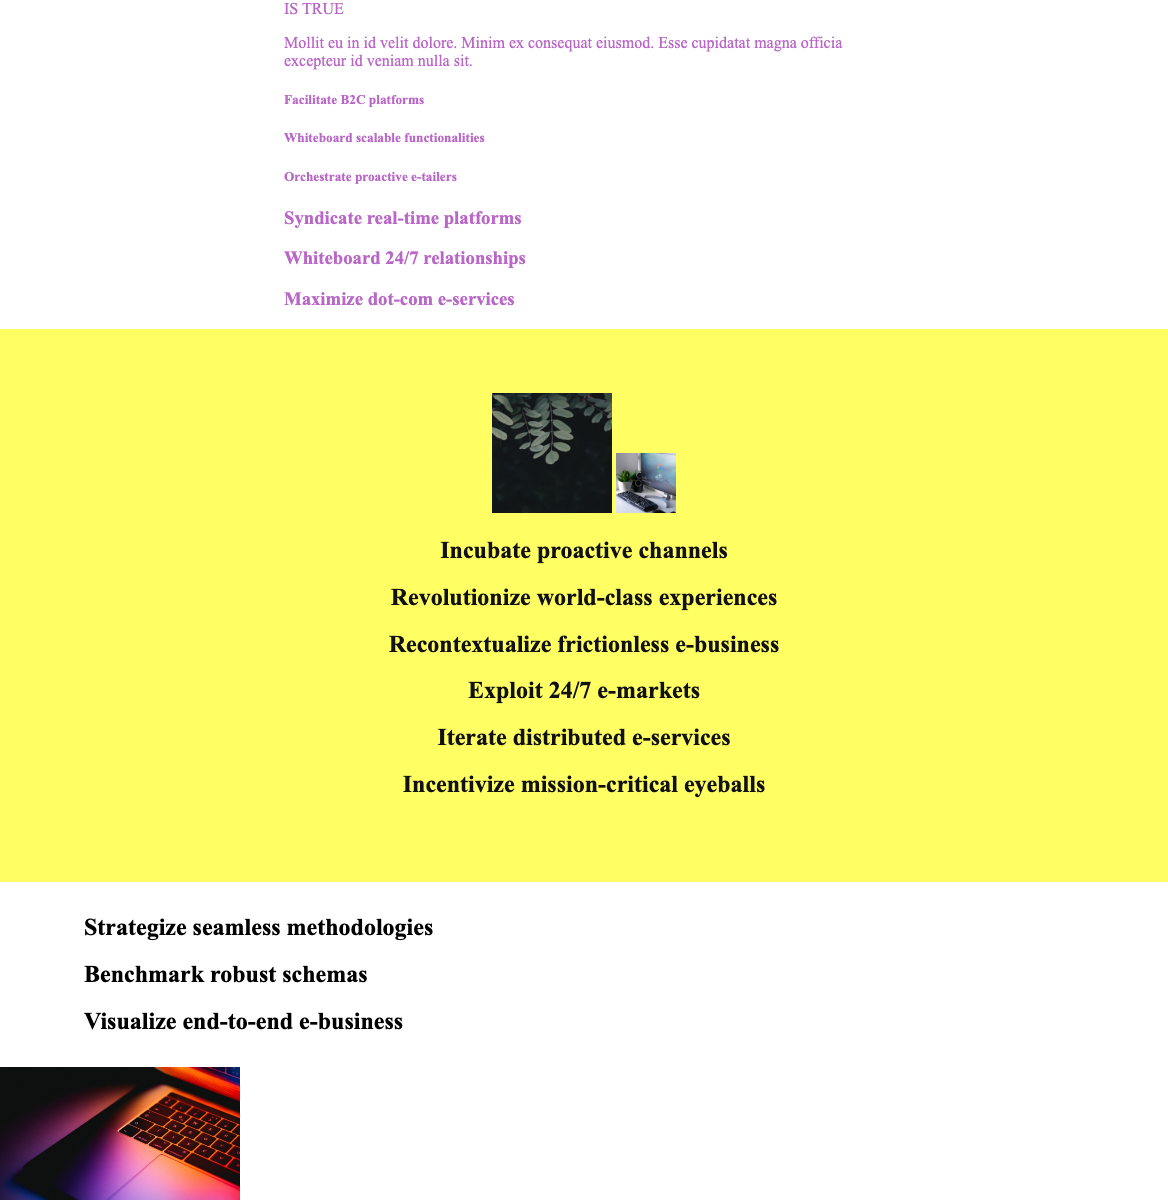 IS TRUE
Mollit eu in id velit dolore. Minim ex consequat eiusmod. Esse cupidatat magna officia
excepteur id veniam nulla sit.
Facilitate B2C platforms
Whiteboard scalable functionalities
Orchestrate proactive e-tailers
Syndicate real-time platforms
Whiteboard 24/7 relationships
Maximize dot-com e-services
Incubate proactive channels
Revolutionize world-class experiences
Recontextualize frictionless e-business
Exploit 24/7 e-markets
Iterate distributed e-services
Incentivize mission-critical eyeballs
Strategize seamless methodologies
Benchmark robust schemas
Visualize end-to-end e-business